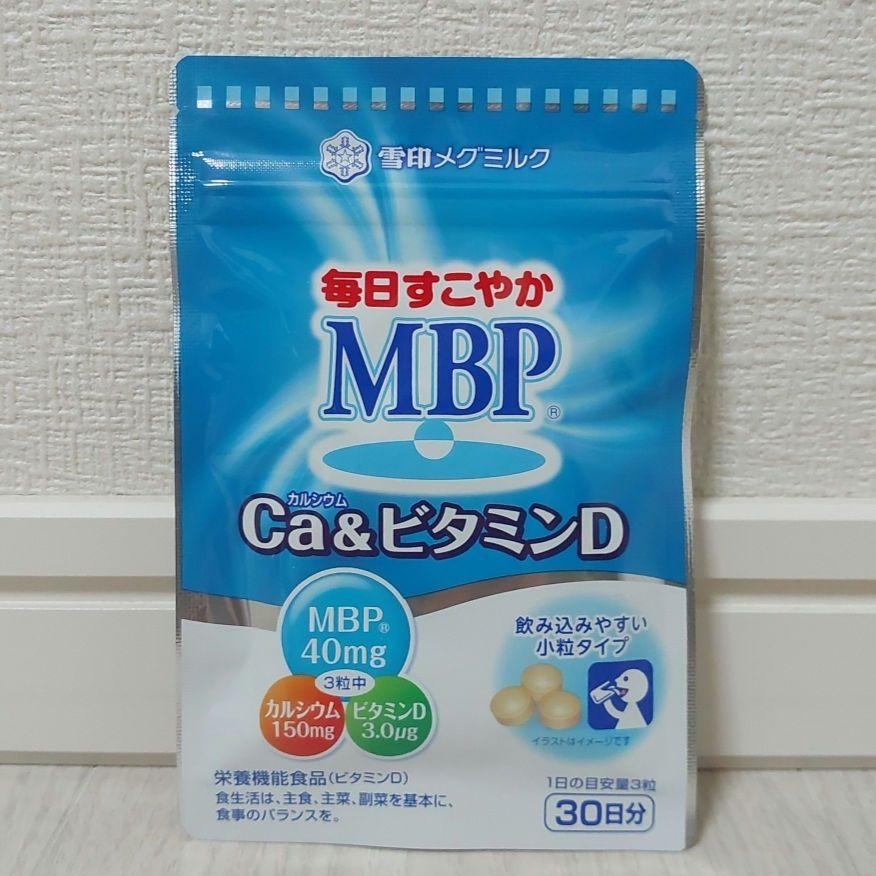 雪印メグミルク
毎日すこやか
MBP®
カルシウム
Ca&ビタミンD
MBP®
40mg
3粒中
カルシウム
150mg
ビタミンD
3.0μg
飲み込みやすい
小粒タイプ
イラストはイメージです
栄養機能食品(ビタミンD)
食生活は、主食、主菜、副菜を基本に、
食事のバランスを。
1日の目安量3粒
30日分